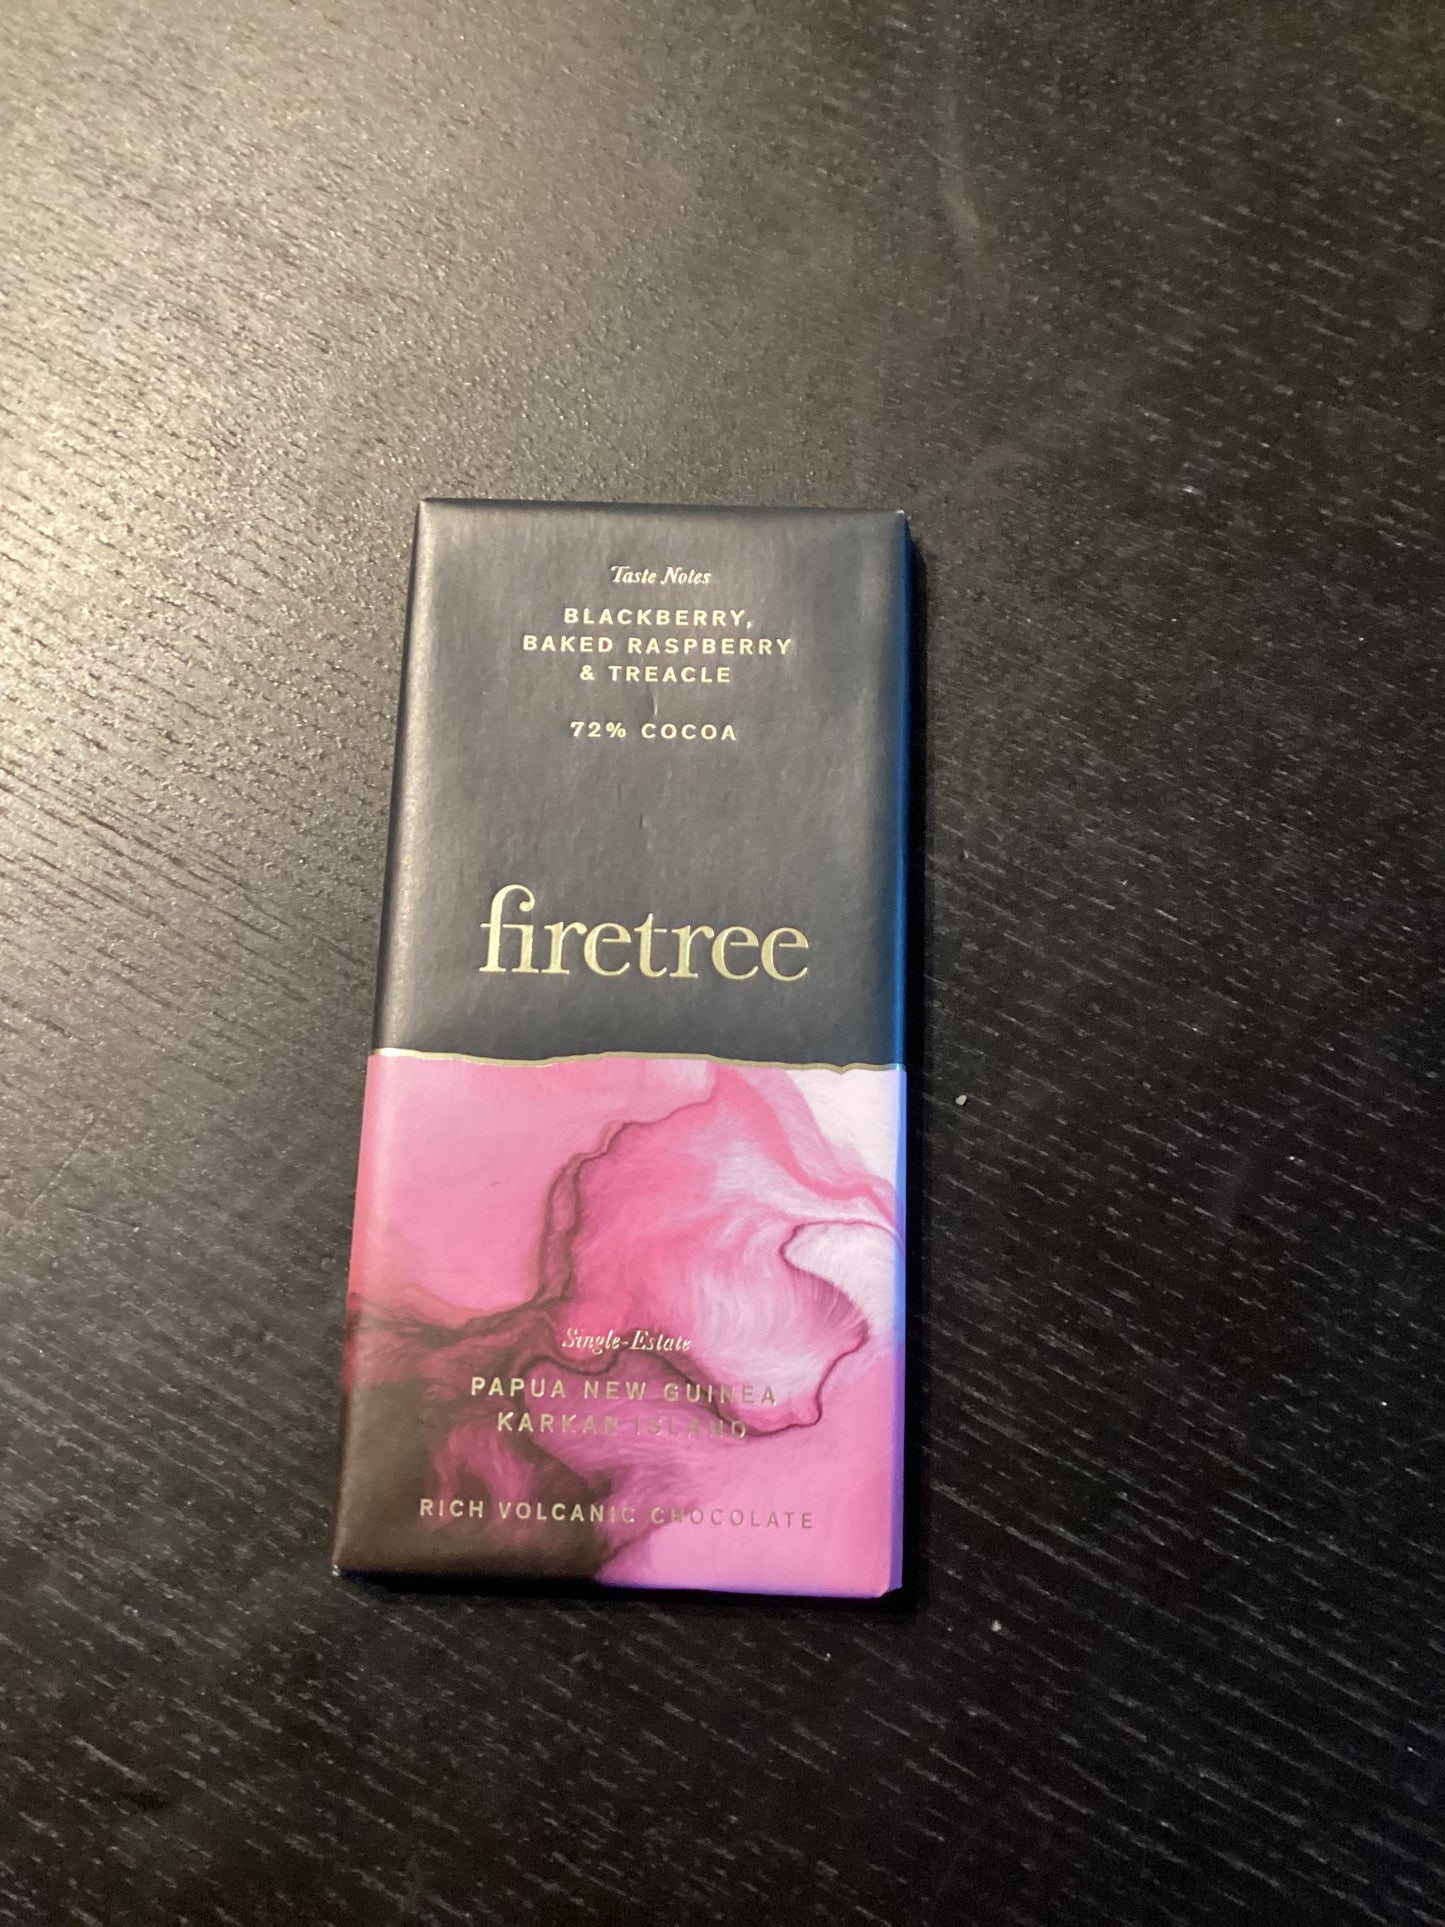 Taste Notes
BLACKBERRY,
BAKED RASPBERRY
& TREACLE
72% COCOA
firetree
Single-Estate
PAPUA NEW GUINEA
KARKAR ISLAND
RICH VOLCANIC CHOCOLATE